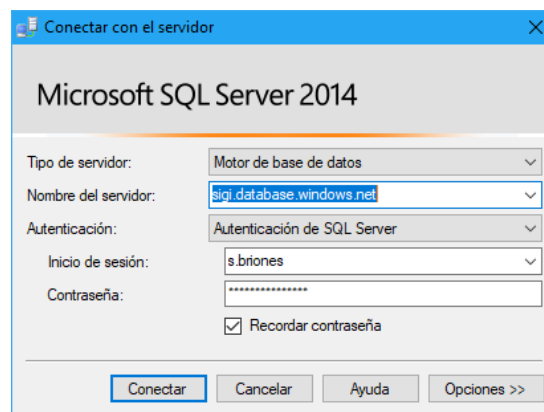 Conectar con el servidor
Microsoft SQL Server 2014
Tipo de servidor: Motor de base de datos
Nombre del servidor: sigi.database.windows.net
Autenticación: Autenticación de SQL Server
Inicio de sesión: s.briones
Contraseña: ***************
Recordar contraseña
Conectar Cancelar Ayuda Opciones >>